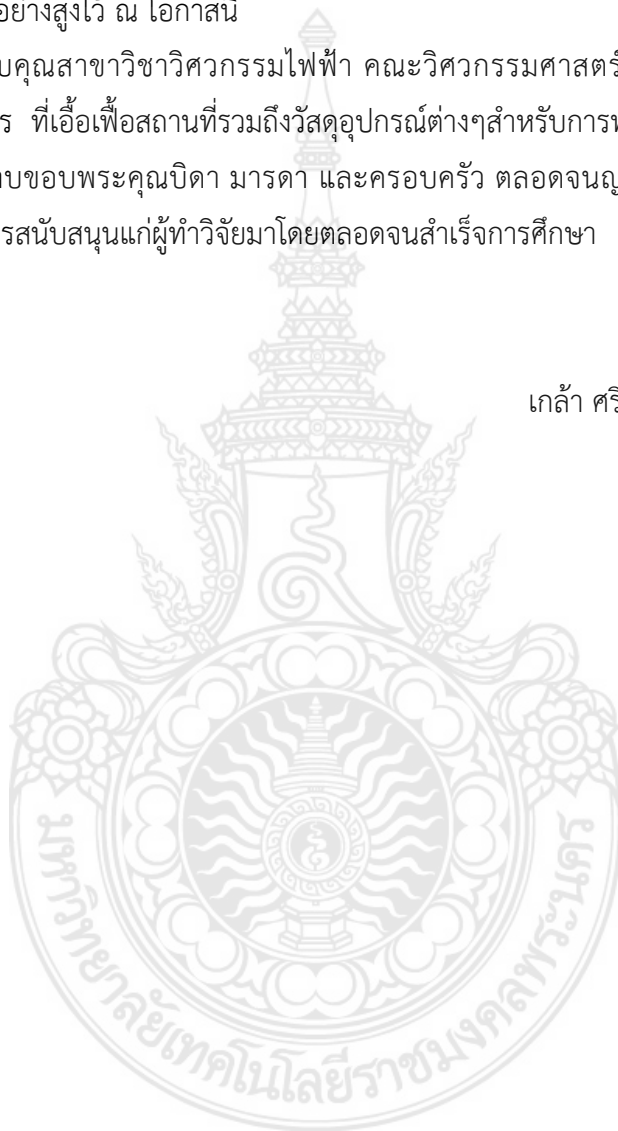 อย่างสูงไว้ ณ โอกาสนี้
บคุณสาขาวิชาวิศวกรรมไฟฟ้า คณะวิศวกรรมศาสตร์
ร ที่เอื้อเฟื้อสถานที่รวมถึงวัสดุอุปกรณ์ต่างๆสำหรับการท
าบขอบพระคุณบิดา มารดา และครอบครัว ตลอดจนญ
รสนับสนุนแก่ผู้ทำวิจัยมาโดยตลอดจนสำเร็จการศึกษา
เกล้า ศรี
มหาวิทยาลัยเทคโนโลยีราชมงคลพระนคร